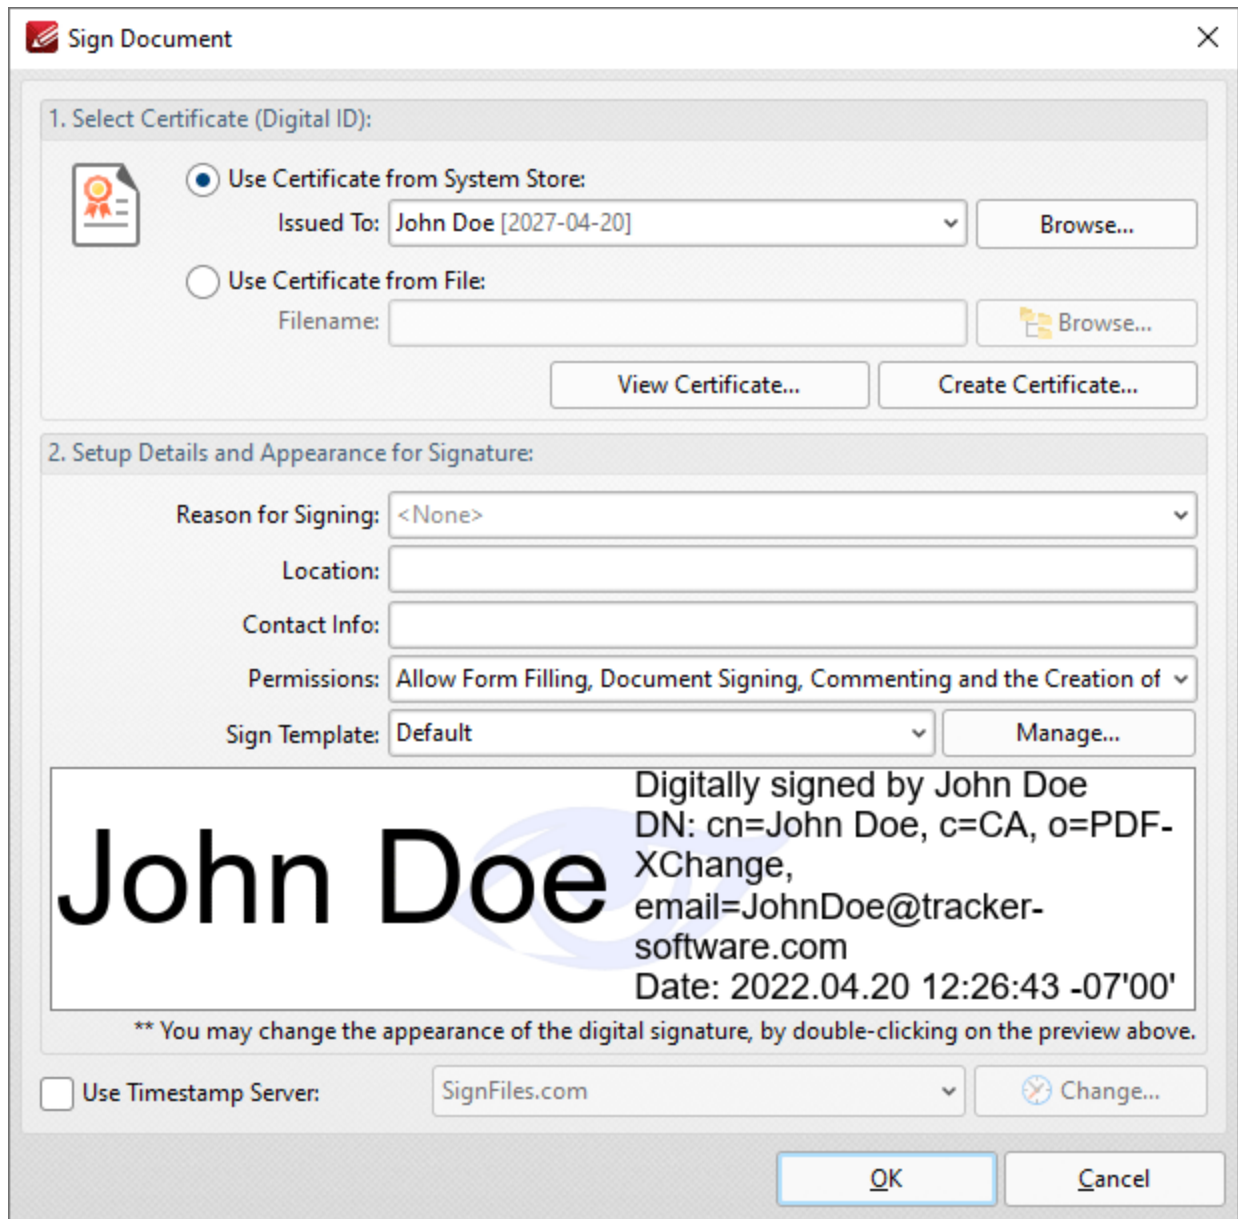 Sign Document
1. Select Certificate (Digital ID):
Use Certificate from System Store:
Issued To: John Doe [2027-04-20] Browse...
Use Certificate from File:
Filename: Browse...
View Certificate... Create Certificate...
2. Setup Details and Appearance for Signature:
Reason for Signing: <None>
Location:
Contact Info:
Permissions: Allow Form Filling, Document Signing, Commenting and the Creation of
Sign Template: Default Manage...
John Doe
Digitally signed by John Doe
DN: cn=John Doe, c=CA, o=PDF-
XChange,
email=JohnDoe@tracker-
software.com
Date: 2022.04.20 12:26:43 -07'00'
** You may change the appearance of the digital signature, by double-clicking on the preview above.
Use Timestamp Server: SignFiles.com Change...
OK Cancel